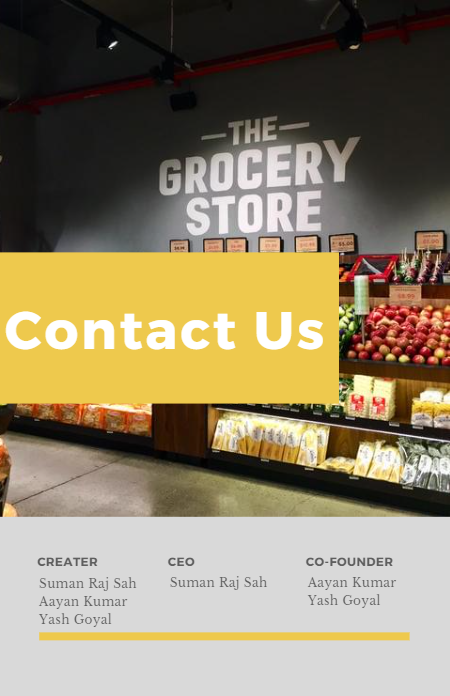 THE
GROCERY
STORE
Contact Us
CREATER
Suman Raj Sah
Aayan Kumar
Yash Goyal
CEO
Suman Raj Sah
CO-FOUNDER
Aayan Kumar
Yash Goyal